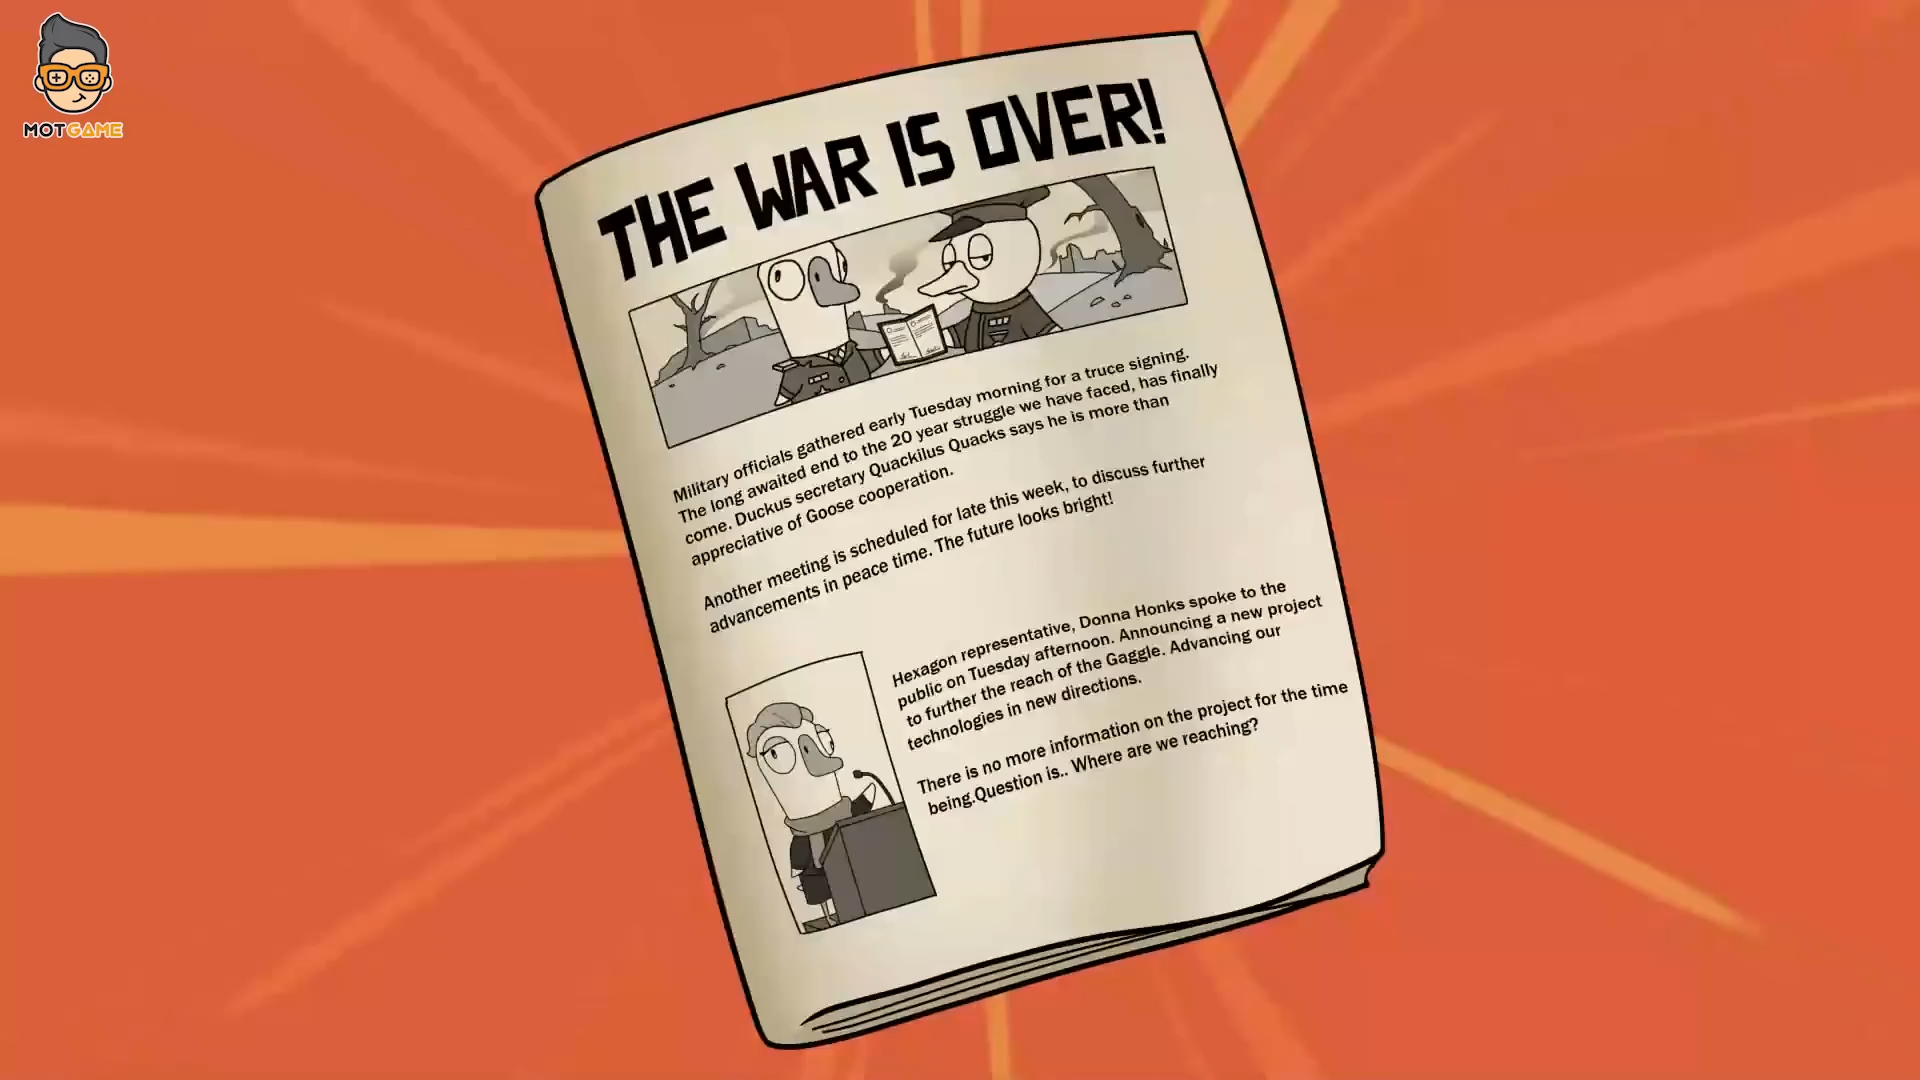 MOTGAME
THE WAR IS OVER!
Military officials gathered early Tuesday morning for a truce signing.
The long awaited end to the 20 year struggle we have faced, has finally
come. Duckus secretary Quackilus Quacks says he is more than
appreciative of Goose cooperation.
Another meeting is scheduled for late this week, to discuss further
advancements in peace time. The future looks bright!
Hexagon representative, Donna Honks spoke to the
public on Tuesday afternoon. Announcing a new project
to further the reach of the Gaggle. Advancing our
technologies in new directions.
There is no more information on the project for the time
being.Question is.. Where are we reaching?